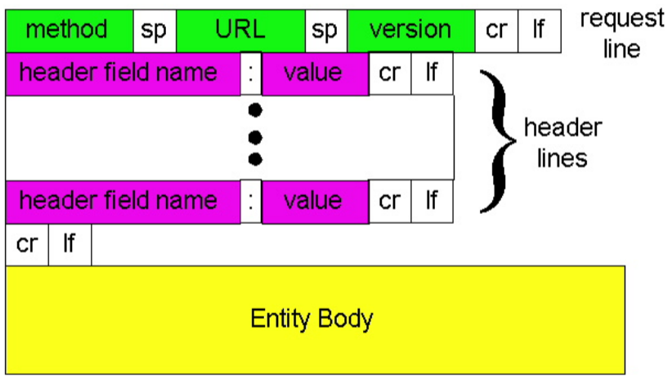 method sp URL sp version cr lf request line
header field name : value cr lf
header lines
header field name : value cr lf
cr lf
Entity Body